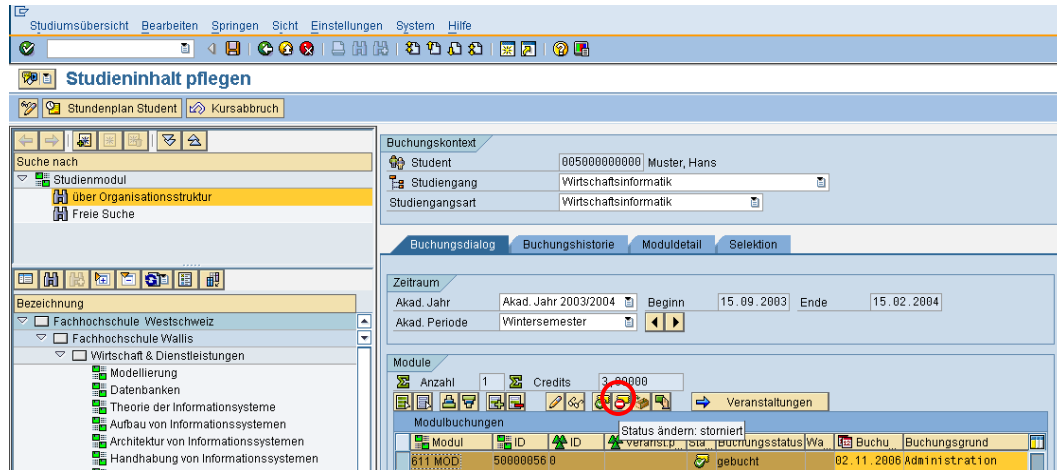 Studiumsübersicht Bearbeiten Springen Sicht Einstellungen System Hilfe
Studieninhalt pflegen
Stundenplan Student Kursabbruch
Suche nach
Studienmodul
über Organisationsstruktur
Freie Suche
Bezeichnung
Fachhochschule Westschweiz
Fachhochschule Wallis
Wirtschaft & Dienstleistungen
Modellierung
Datenbanken
Theorie der Informationssysteme
Aufbau von Informationssystemen
Architektur von Informationssystemen
Handhabung von Informationssystemen
Buchungskontext
Student 005000000000 Muster, Hans
Studiengang Wirtschaftsinformatik
Studiengangsart Wirtschaftsinformatik
Buchungsdialog Buchungshistorie Moduldetail Selektion
Zeitraum
Akad. Jahr Akad. Jahr 2003/2004 Beginn 15.09.2003 Ende 15.02.2004
Akad. Periode Wintersemester
Module
Anzahl 1 Credits 3,00000
Veranstaltungen
Modulbuchungen
Status ändern: storniert
Modul ID ID Veranst.p Sta Buchungsstatus Wa Buchu Buchungsgrund
611 MOD 50000056 0 gebucht 02.11.2006 Administration